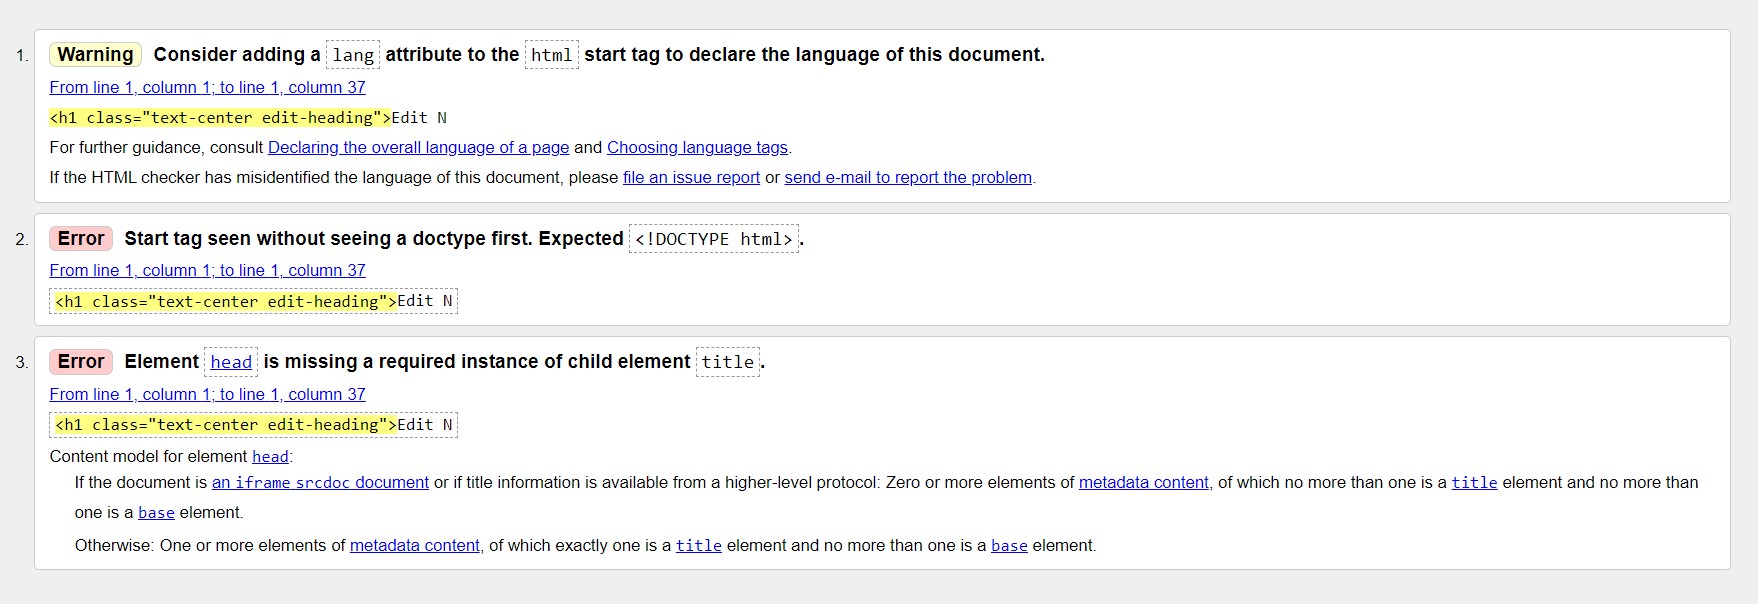 1. Warning Consider adding a lang attribute to the html start tag to declare the language of this document.
From line 1, column 1; to line 1, column 37
<h1 class="text-center edit-heading">Edit N
For further guidance, consult Declaring the overall language of a page and Choosing language tags.
If the HTML checker has misidentified the language of this document, please file an issue report or send e-mail to report the problem.
2. Error Start tag seen without seeing a doctype first. Expected <!DOCTYPE html>.
From line 1, column 1; to line 1, column 37
<h1 class="text-center edit-heading">Edit N
3. Error Element head is missing a required instance of child element title.
From line 1, column 1; to line 1, column 37
<h1 class="text-center edit-heading">Edit N
Content model for element head:
If the document is an iframe srcdoc document or if title information is available from a higher-level protocol: Zero or more elements of metadata content, of which no more than one is a title element and no more than
one is a base element.
Otherwise: One or more elements of metadata content, of which exactly one is a title element and no more than one is a base element.